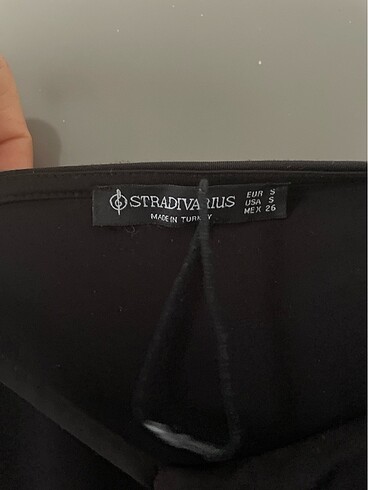 STRADIVARIUS
MADE IN TURKEY
EUR S
USA S
MEX 26